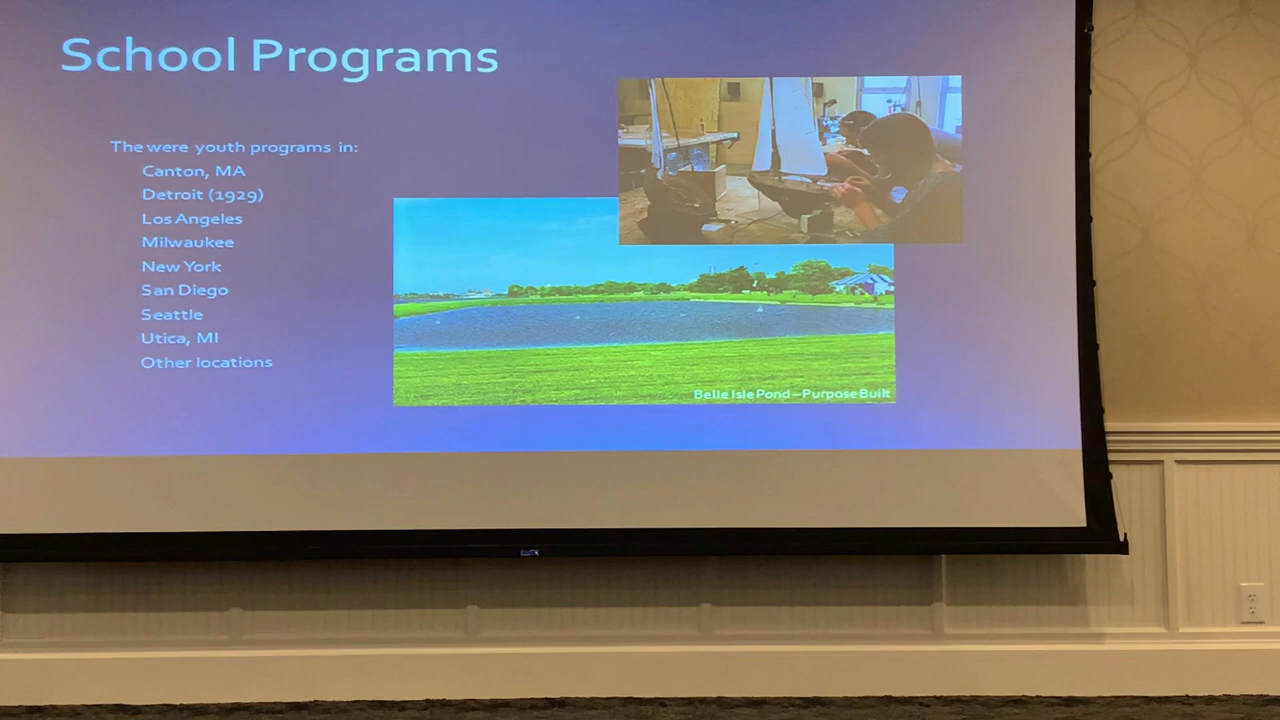 School Programs
The were youth programs in:
Canton, MA
Detroit (1929)
Los Angeles
Milwaukee
New York
San Diego
Seattle
Utica, MI
Other locations
Belle Isle Pond – Purpose Built